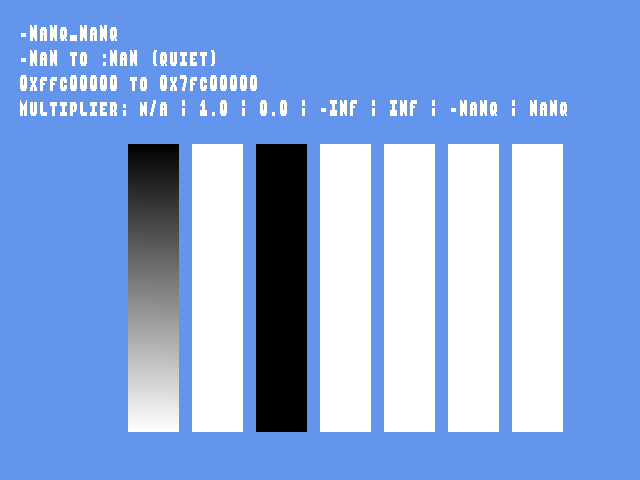 -NaNq_NaNq
-NaN to :NaN (quiet)
0xffc00000 to 0x7fc00000
Multiplier: n/a | 1.0 | 0.0 | -INF | INF | -NaNq | NaNq